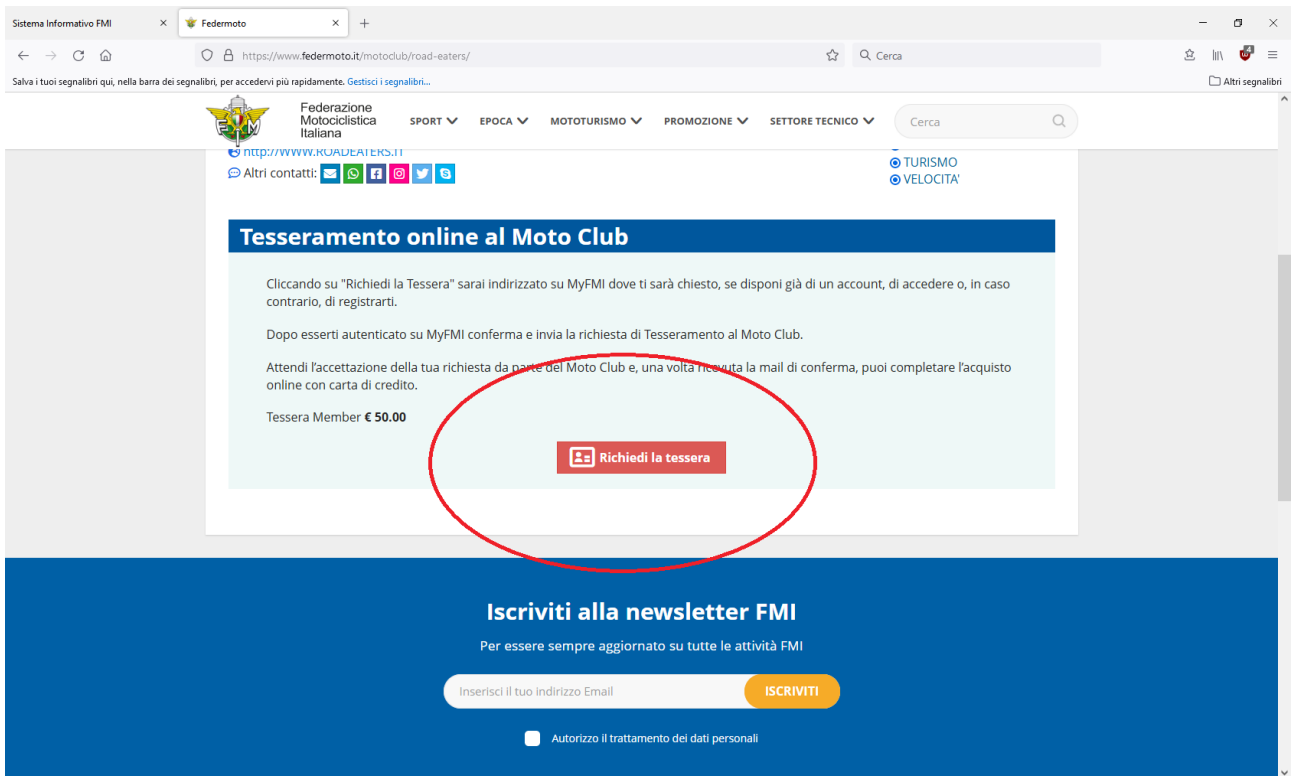 Sistema Informativo FMI
Federmoto
https://www.federmoto.it/motoclub/road-eaters/
Cerca
4
Salva i tuoi segnalibri qui, nella barra dei segnalibri, per accedervi più rapidamente. Gestisci i segnalibri...
Altri segnalibri
Federazione
Motociclistica
Italiana
SPORT
EPOCA
MOTOTURISMO
PROMOZIONE
SETTORE TECNICO
Cerca
http://WWW.ROADEATERS.IT
Altri contatti:
TURISMO
VELOCITA'
Tesseramento online al Moto Club
Cliccando su "Richiedi la Tessera" sarai indirizzato su MyFMI dove ti sarà chiesto, se disponi già di un account, di accedere o, in caso
contrario, di registrarti.
Dopo esserti autenticato su MyFMI conferma e invia la richiesta di Tesseramento al Moto Club.
Attendi l'accettazione della tua richiesta da parte del Moto Club e, una volta ricevuta la mail di conferma, puoi completare l'acquisto
online con carta di credito.
Tessera Member € 50.00
Richiedi la tessera
Iscriviti alla newsletter FMI
Per essere sempre aggiornato su tutte le attività FMI
Inserisci il tuo indirizzo Email
ISCRIVITI
Autorizzo il trattamento dei dati personali